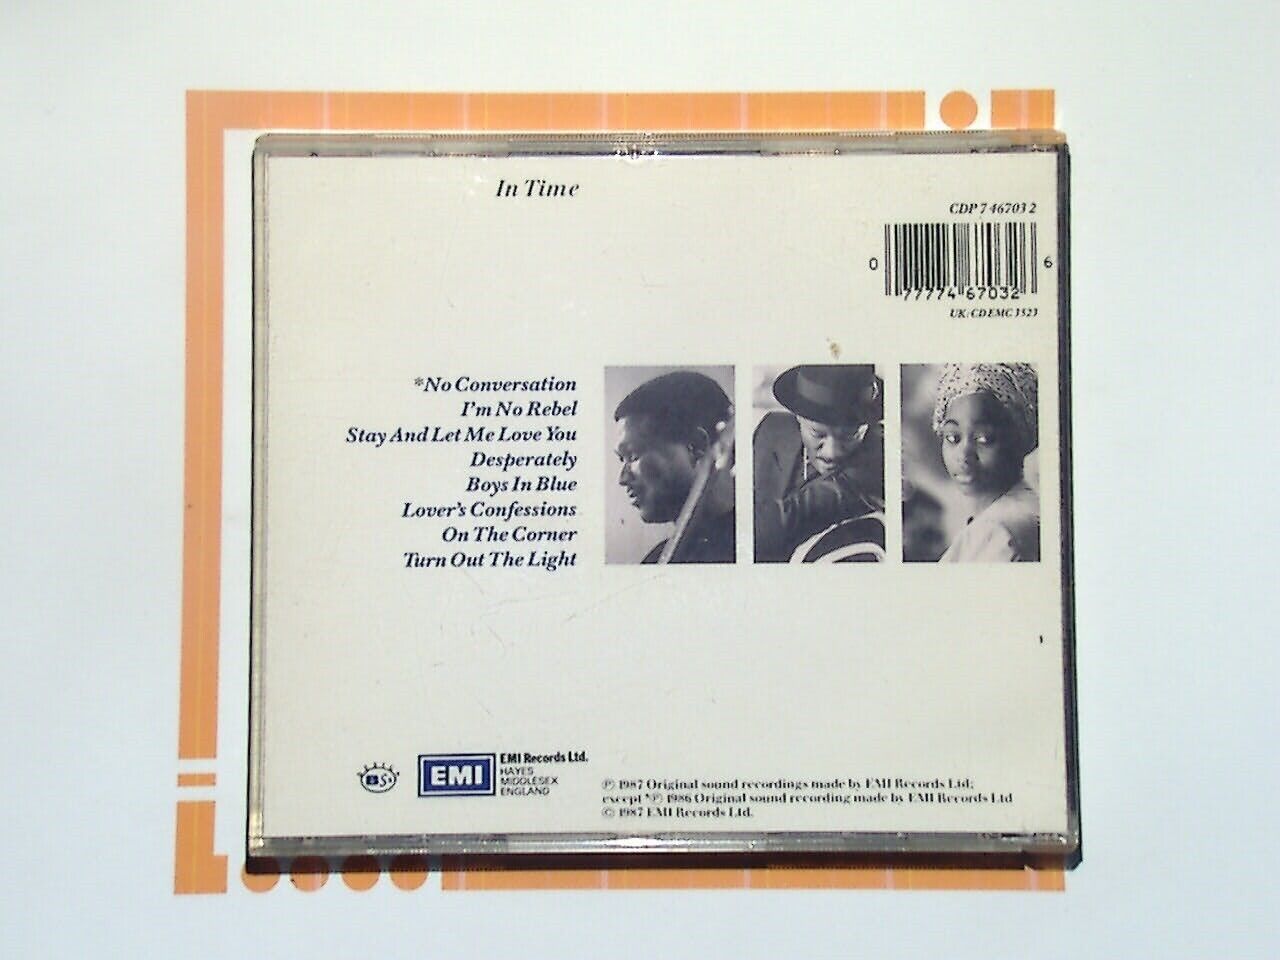 In Time
CDP 7 46703 2
0 77774 67032 6
UK: CD EMC 3523
*No Conversation
I'm No Rebel
Stay And Let Me Love You
Desperately
Boys In Blue
Lover's Confessions
On The Corner
Turn Out The Light
EMI
EMI Records Ltd.
HAYES
MIDDLESEX
ENGLAND
℗ 1987 Original sound recordings made by EMI Records Ltd;
except *℗ 1986 Original sound recording made by EMI Records Ltd
© 1987 EMI Records Ltd.